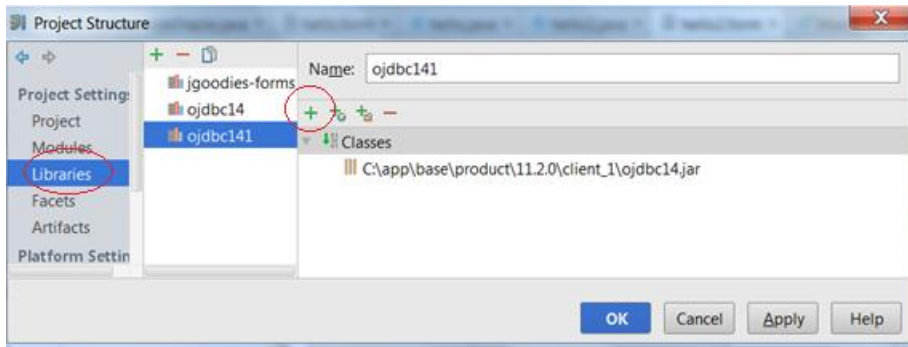 Project Structure
Project Settings
Project
Modules
Libraries
Facets
Artifacts
Platform Settin
jgoodies-forms
ojdbc14
ojdbc141
Name: ojdbc141
Classes
C:\app\base\product\11.2.0\client_1\ojdbc14.jar
OK Cancel Apply Help